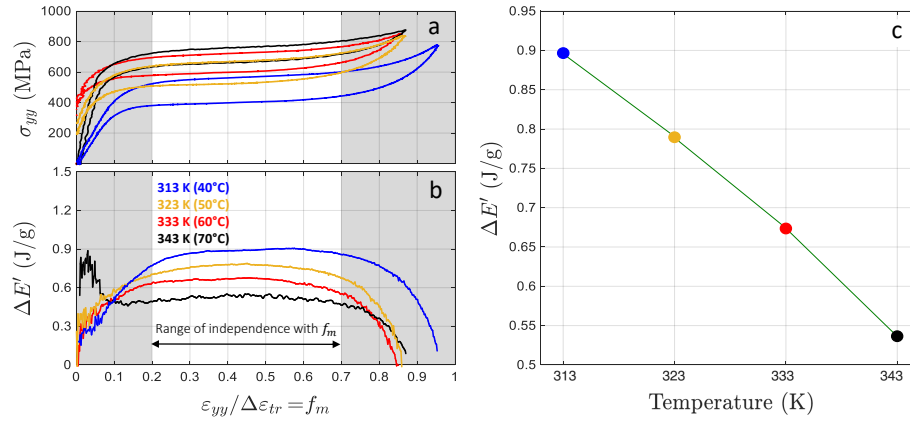 a
1000
800
600
400
200
0
σ_yy (MPa)
b
1.5
1.2
0.9
0.6
0.3
0
ΔE′ (J/g)
313 K (40°C)
323 K (50°C)
333 K (60°C)
343 K (70°C)
Range of independence with f_m
0 0.1 0.2 0.3 0.4 0.5 0.6 0.7 0.8 0.9 1
ε_yy/Δε_tr = f_m
c
0.95
0.9
0.85
0.8
0.75
0.7
0.65
0.6
0.55
0.5
ΔE′ (J/g)
313 323 333 343
Temperature (K)